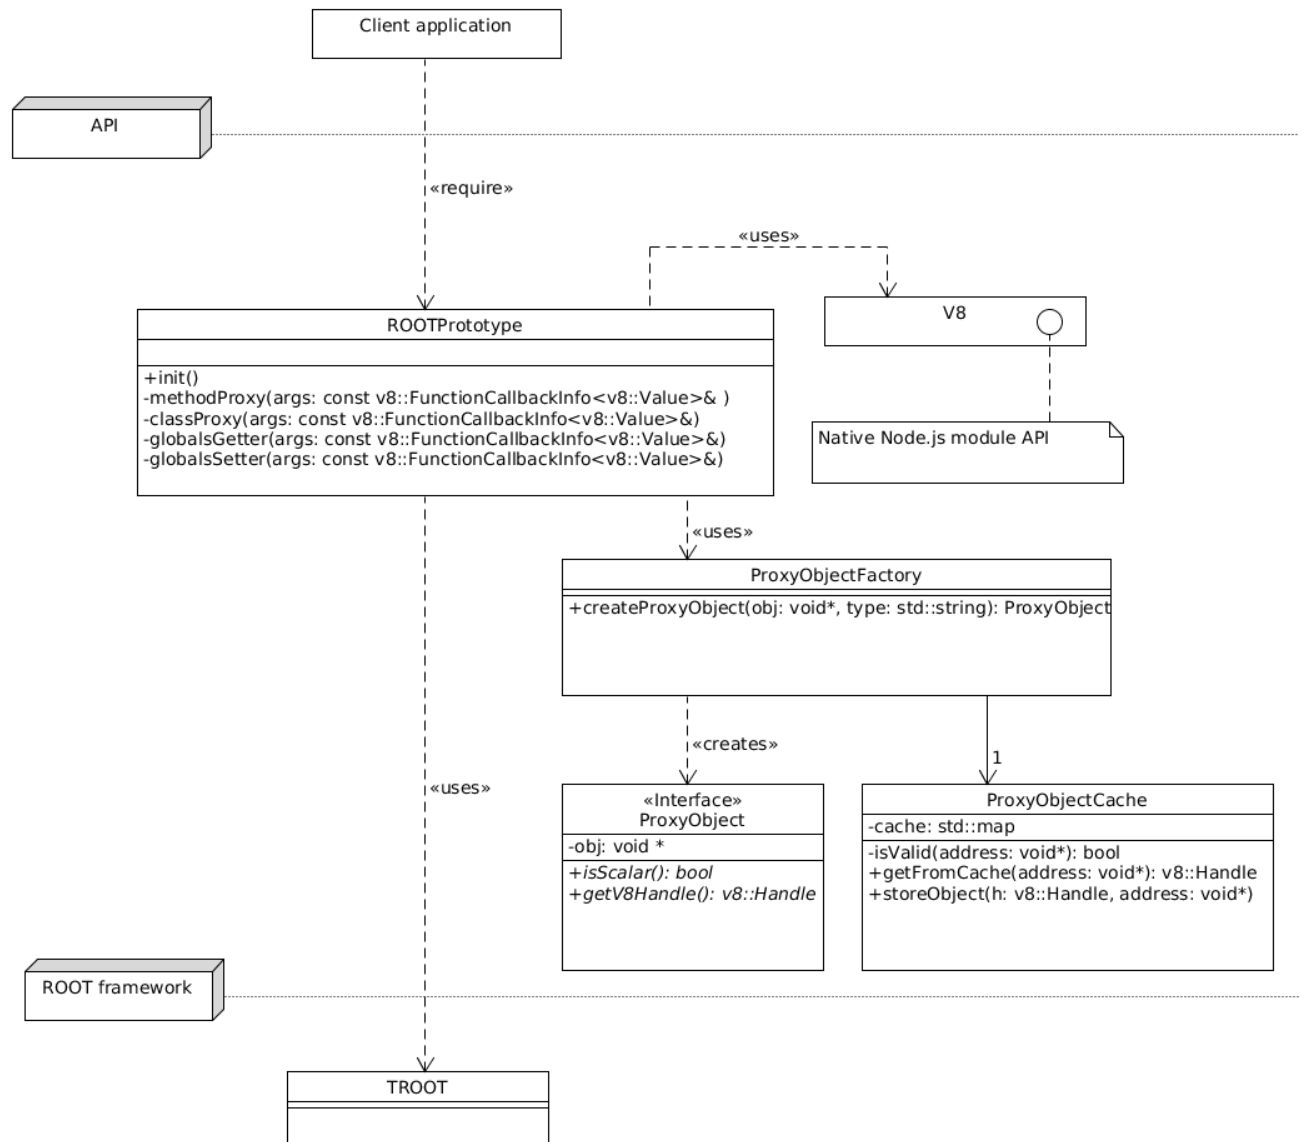 Client application
API
«require»
«uses»
ROOTPrototype
+init()
-methodProxy(args: const v8::FunctionCallbackInfo<v8::Value>& )
-classProxy(args: const v8::FunctionCallbackInfo<v8::Value>&)
-globalsGetter(args: const v8::FunctionCallbackInfo<v8::Value>&)
-globalsSetter(args: const v8::FunctionCallbackInfo<v8::Value>&)
V8
Native Node.js module API
«uses»
ProxyObjectFactory
+createProxyObject(obj: void*, type: std::string): ProxyObject
«creates»
1
«uses»
«Interface»
ProxyObject
-obj: void *
+isScalar(): bool
+getV8Handle(): v8::Handle
ProxyObjectCache
-cache: std::map
-isValid(address: void*): bool
+getFromCache(address: void*): v8::Handle
+storeObject(h: v8::Handle, address: void*)
ROOT framework
TROOT